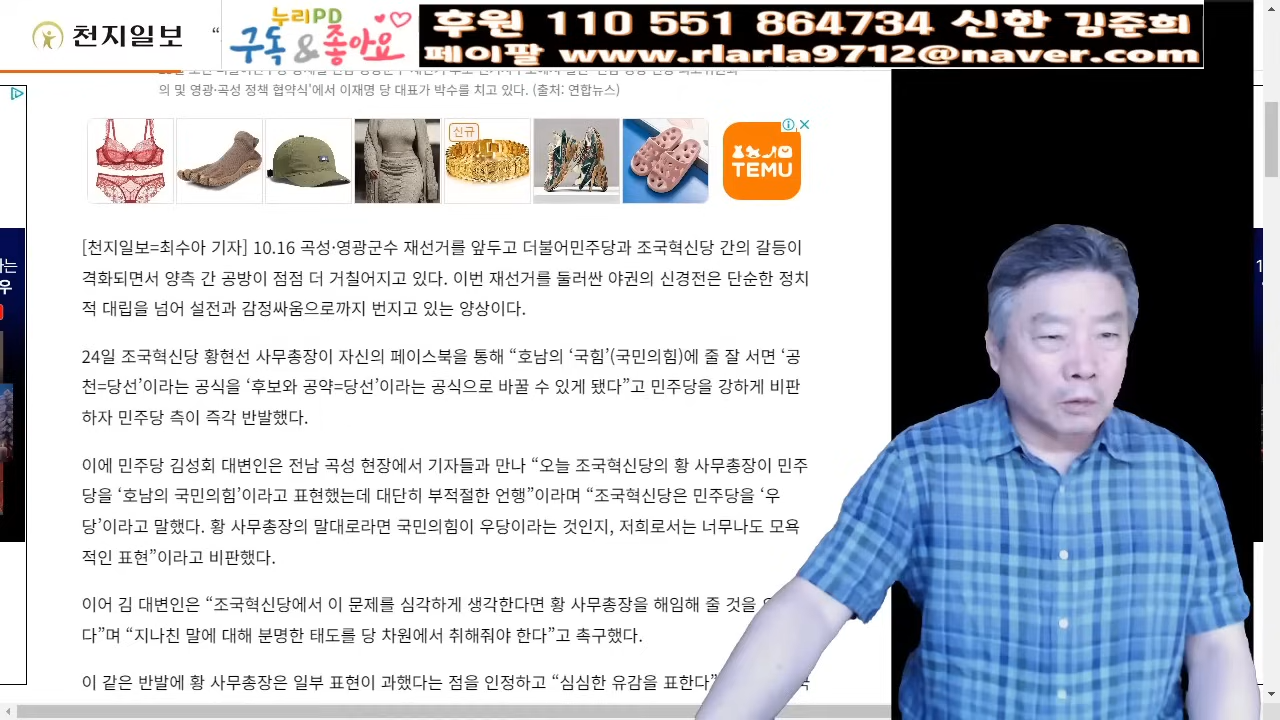 천지일보
“
누리PD
구독&좋아요
후원 110 551 864734 신한 김준희
페이팔 www.rlarla9712@naver.com
의 및 영광·곡성 정책 협약식'에서 이재명 당 대표가 박수를 치고 있다. (출처: 연합뉴스)
신규
TEMU
[천지일보=최수아 기자] 10.16 곡성·영광군수 재선거를 앞두고 더불어민주당과 조국혁신당 간의 갈등이
격화되면서 양측 간 공방이 점점 더 거칠어지고 있다. 이번 재선거를 둘러싼 야권의 신경전은 단순한 정치
적 대립을 넘어 설전과 감정싸움으로까지 번지고 있는 양상이다.
24일 조국혁신당 황현선 사무총장이 자신의 페이스북을 통해 “호남의 ‘국힘’(국민의힘)에 줄 잘 서면 ‘공
천=당선’이라는 공식을 ‘후보와 공약=당선’이라는 공식으로 바꿀 수 있게 됐다”고 민주당을 강하게 비판
하자 민주당 측이 즉각 반발했다.
이에 민주당 김성회 대변인은 전남 곡성 현장에서 기자들과 만나 “오늘 조국혁신당의 황 사무총장이 민주
당을 ‘호남의 국민의힘’이라고 표현했는데 대단히 부적절한 언행”이라며 “조국혁신당은 민주당을 ‘우
당’이라고 말했다. 황 사무총장의 말대로라면 국민의힘이 우당이라는 것인지, 저희로서는 너무나도 모욕
적인 표현”이라고 비판했다.
이어 김 대변인은 “조국혁신당에서 이 문제를 심각하게 생각한다면 황 사무총장을 해임해 줄 것을
다”며 “지나친 말에 대해 분명한 태도를 당 차원에서 취해줘야 한다”고 촉구했다.
이 같은 반발에 황 사무총장은 일부 표현이 과했다는 점을 인정하고 “심심한 유감을 표한다”